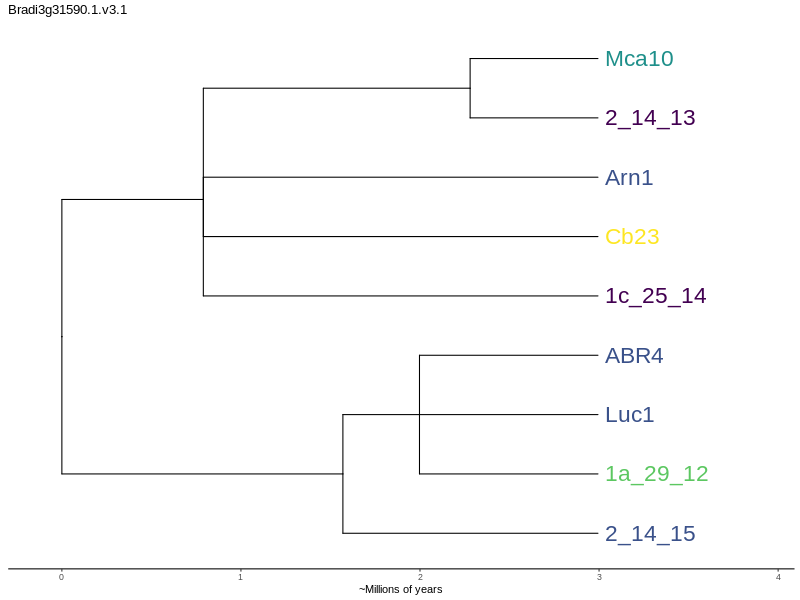 Bradi3g31590.1.v3.1
Mca10
2_14_13
Arn1
Cb23
1c_25_14
ABR4
Luc1
1a_29_12
2_14_15
0 1 2 3 4
~Millions of years